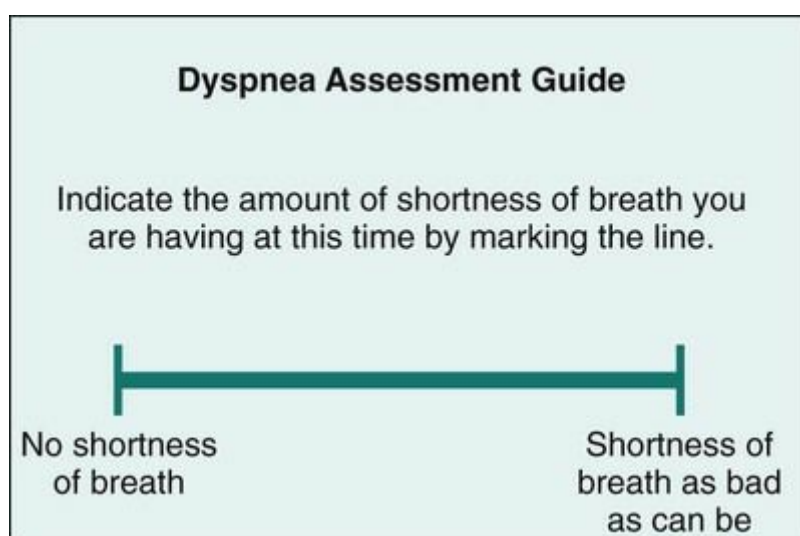 Dyspnea Assessment Guide
Indicate the amount of shortness of breath you
are having at this time by marking the line.
No shortness
of breath
Shortness of
breath as bad
as can be